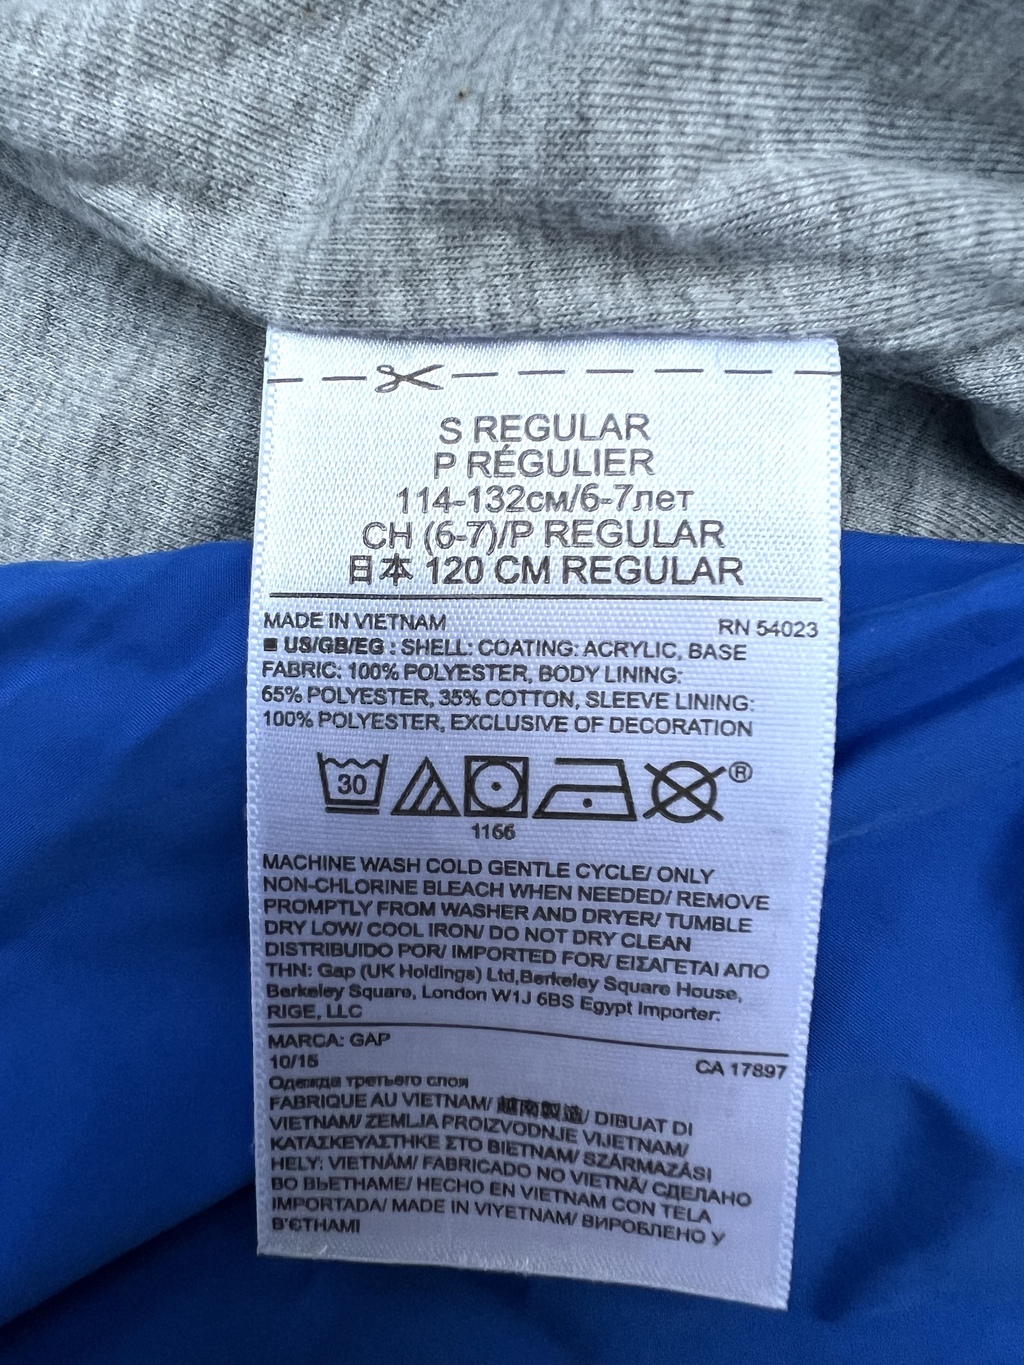 S REGULAR
P RÉGULIER
114-132см/6-7лет
CH (6-7)/P REGULAR
日本 120 CM REGULAR
MADE IN VIETNAM
RN 54023
■ US/GB/EG : SHELL: COATING: ACRYLIC, BASE
FABRIC: 100% POLYESTER, BODY LINING:
65% POLYESTER, 35% COTTON, SLEEVE LINING:
100% POLYESTER, EXCLUSIVE OF DECORATION
30
®
1166
MACHINE WASH COLD GENTLE CYCLE/ ONLY
NON-CHLORINE BLEACH WHEN NEEDED/ REMOVE
PROMPTLY FROM WASHER AND DRYER/ TUMBLE
DRY LOW/ COOL IRON/ DO NOT DRY CLEAN
DISTRIBUIDO POR/ IMPORTED FOR/ ΕΙΣΑΓΕΤΑΙ ΑΠΟ
THN: Gap (UK Holdings) Ltd,Berkeley Square House,
Berkeley Square, London W1J 6BS Egypt Importer:
RIGE, LLC
MARCA: GAP
10/15
CA 17897
Одежда третьего слоя
FABRIQUE AU VIETNAM/ 越南製造/ DIBUAT DI
VIETNAM/ ZEMLJA PROIZVODNJE VIJETNAM/
ΚΑΤΑΣΚΕΥΑΣΤΗΚΕ ΣΤΟ ΒΙΕΤΝΑΜ/ SZÁRMAZÁSI
HELY: VIETNÁM/ FABRICADO NO VIETNÃ/ СДЕЛАНО
ВО ВЬЕТНАМЕ/ HECHO EN VIETNAM CON TELA
IMPORTADA/ MADE IN VIYETNAM/ ВИРОБЛЕНО У
В'ЄТНАМІ